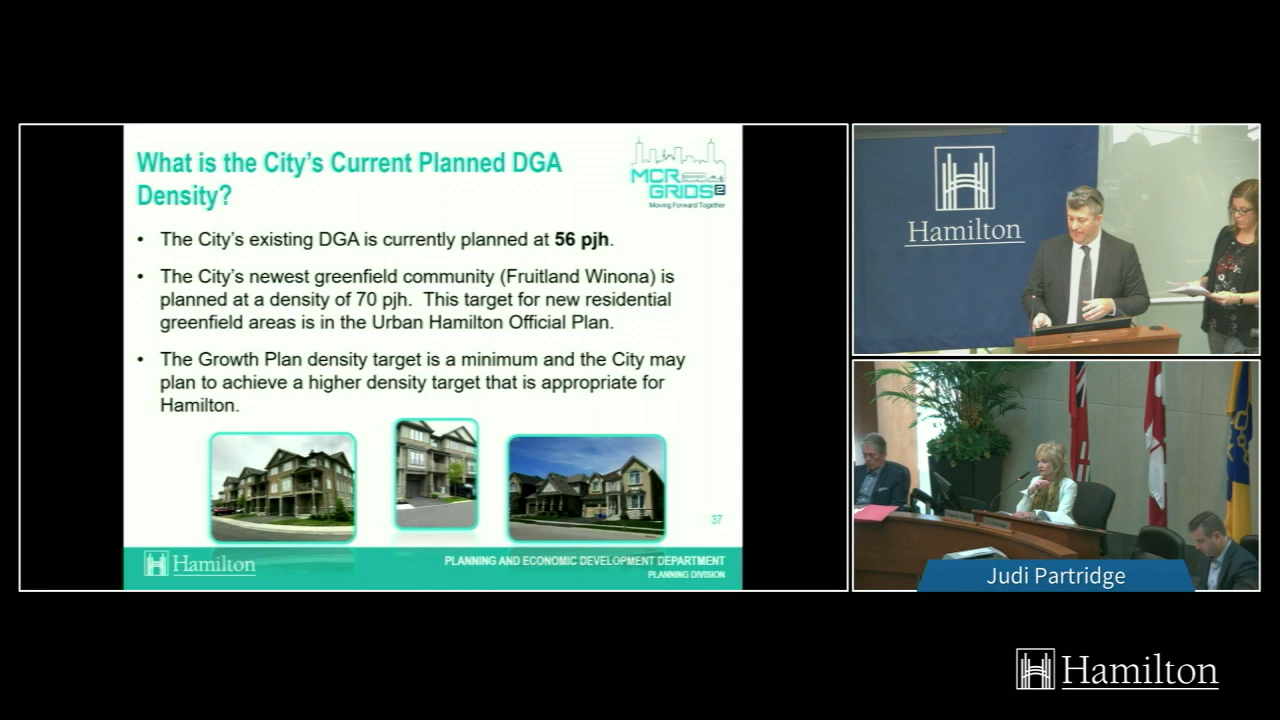 What is the City's Current Planned DGA
Density?
MCR
GRIDS 2
Moving Forward Together
• The City's existing DGA is currently planned at 56 pjh.
• The City's newest greenfield community (Fruitland Winona) is
planned at a density of 70 pjh. This target for new residential
greenfield areas is in the Urban Hamilton Official Plan.
• The Growth Plan density target is a minimum and the City may
plan to achieve a higher density target that is appropriate for
Hamilton.
37
Hamilton
PLANNING AND ECONOMIC DEVELOPMENT DEPARTMENT
PLANNING DIVISION
Hamilton
Judi Partridge
Hamilton